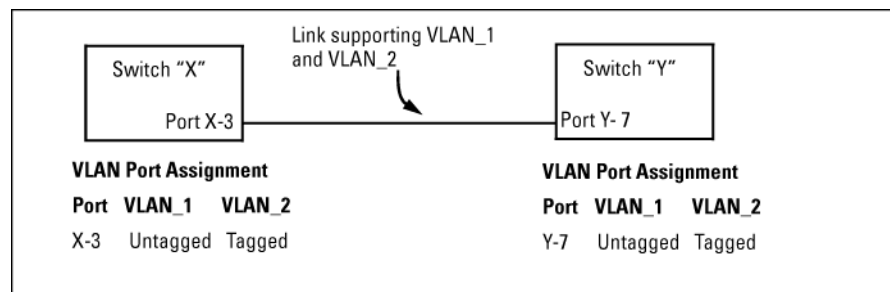 Link supporting VLAN_1
and VLAN_2
Switch "X"
Port X-3
Switch "Y"
Port Y- 7
VLAN Port Assignment
Port VLAN_1 VLAN_2
X-3 Untagged Tagged
VLAN Port Assignment
Port VLAN_1 VLAN_2
Y-7 Untagged Tagged